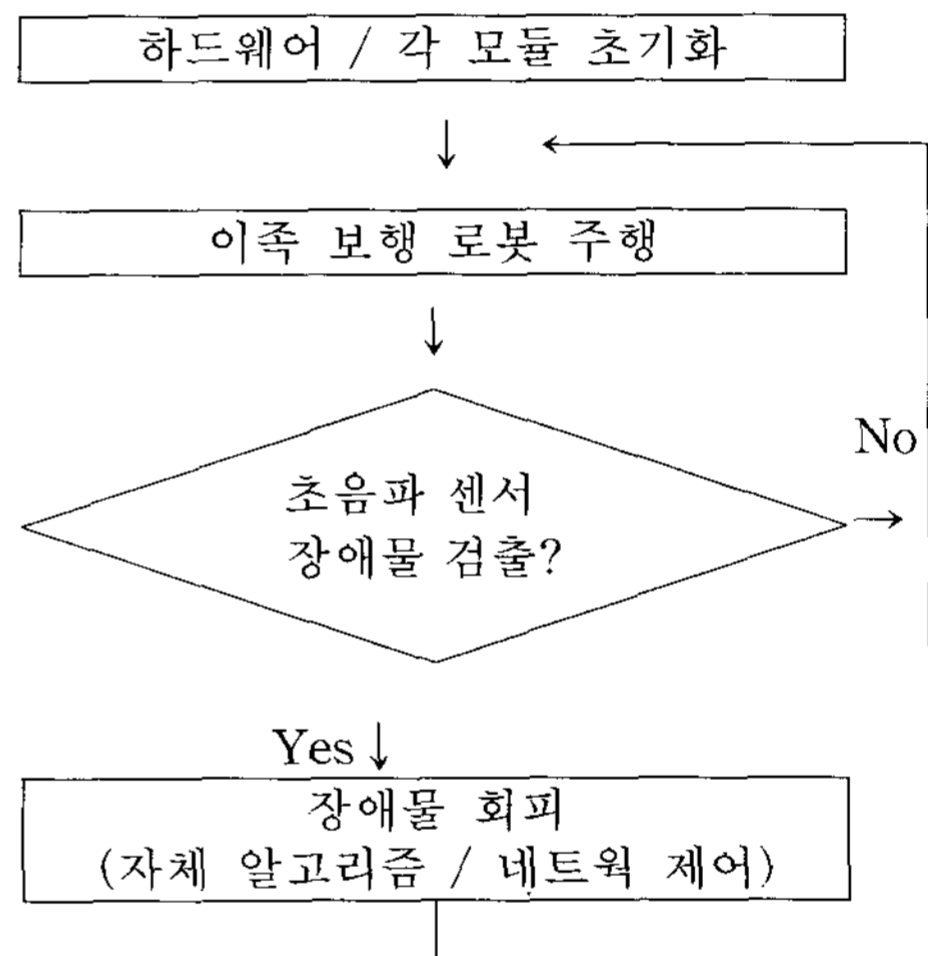 하드웨어 / 각 모듈 초기화
이족 보행 로봇 주행
No
초음파 센서
장애물 검출?
Yes
장애물 회피
(자체 알고리즘 / 네트웍 제어)